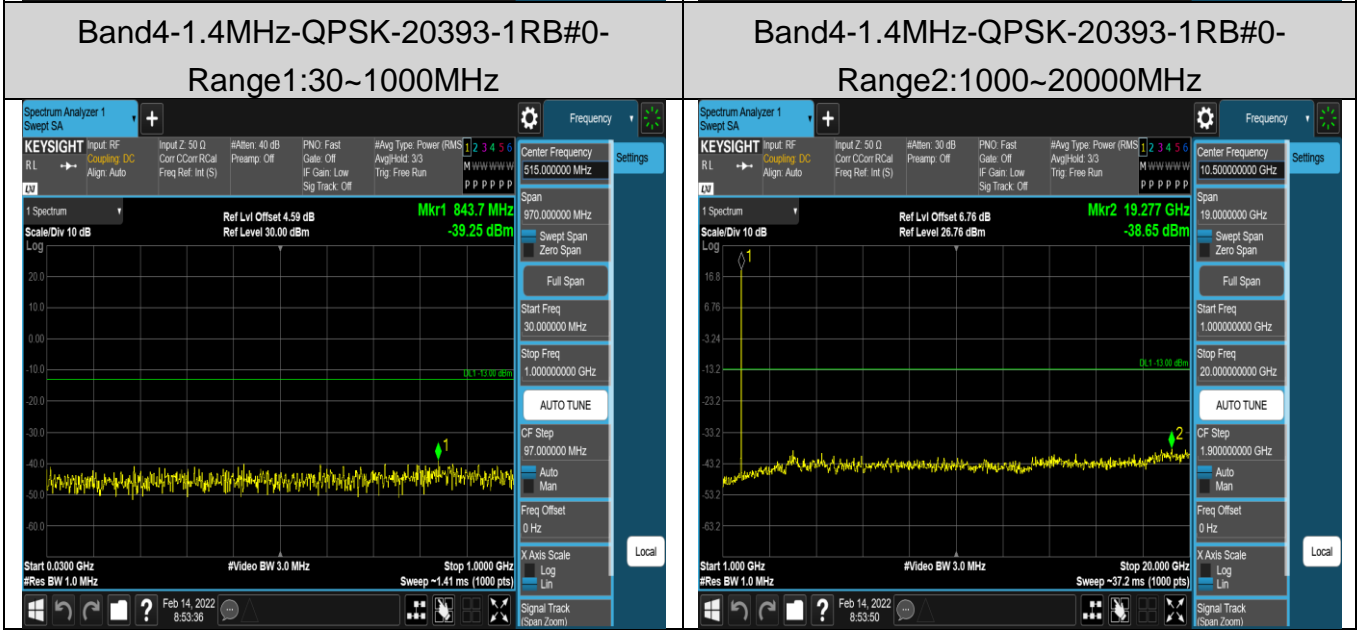 Band4-1.4MHz-QPSK-20393-1RB#0-
Range1:30~1000MHz
Spectrum Analyzer 1
Swept SA
+
Frequency
KEYSIGHT
RL
LXI
Input: RF
Coupling: DC
Align: Auto
Input Z: 50 Ω
Corr CCorr RCal
Freq Ref: Int (S)
#Atten: 40 dB
Preamp: Off
PNO: Fast
Gate: Off
IF Gain: Low
Sig Track: Off
#Avg Type: Power (RMS
Avg|Hold: 3/3
Trig: Free Run
1 2 3 4 5 6
M W W W W W
P P P P P P
Center Frequency
515.000000 MHz
Settings
1 Spectrum
Ref Lvl Offset 4.59 dB
Mkr1 843.7 MHz
Scale/Div 10 dB
Ref Level 30.00 dBm
-39.25 dBm
Log
20.0
10.0
0.00
-10.0
-20.0
-30.0
-40.0
-50.0
-60.0
DL1 -13.00 dBm
1
Span
970.000000 MHz
Swept Span
Zero Span
Full Span
Start Freq
30.000000 MHz
Stop Freq
1.000000000 GHz
AUTO TUNE
CF Step
97.000000 MHz
Auto
Man
Freq Offset
0 Hz
X Axis Scale
Log
Lin
Local
Signal Track
(Span Zoom)
Start 0.0300 GHz
#Video BW 3.0 MHz
Stop 1.0000 GHz
#Res BW 1.0 MHz
Sweep ~1.41 ms (1000 pts)
?
Feb 14, 2022
8:53:36
Band4-1.4MHz-QPSK-20393-1RB#0-
Range2:1000~20000MHz
Spectrum Analyzer 1
Swept SA
+
Frequency
KEYSIGHT
RL
LXI
Input: RF
Coupling: DC
Align: Auto
Input Z: 50 Ω
Corr CCorr RCal
Freq Ref: Int (S)
#Atten: 30 dB
Preamp: Off
PNO: Fast
Gate: Off
IF Gain: Low
Sig Track: Off
#Avg Type: Power (RMS
Avg|Hold: 3/3
Trig: Free Run
1 2 3 4 5 6
M W W W W W
P P P P P P
Center Frequency
10.500000000 GHz
Settings
1 Spectrum
Ref Lvl Offset 6.76 dB
Mkr2 19.277 GHz
Scale/Div 10 dB
Ref Level 26.76 dBm
-38.65 dBm
Log
16.8
6.76
-3.24
-13.2
-23.2
-33.2
-43.2
-53.2
-63.2
1
DL1 -13.00 dBm
2
Span
19.0000000 GHz
Swept Span
Zero Span
Full Span
Start Freq
1.000000000 GHz
Stop Freq
20.000000000 GHz
AUTO TUNE
CF Step
1.900000000 GHz
Auto
Man
Freq Offset
0 Hz
X Axis Scale
Log
Lin
Local
Signal Track
(Span Zoom)
Start 1.000 GHz
#Video BW 3.0 MHz
Stop 20.000 GHz
#Res BW 1.0 MHz
Sweep ~37.2 ms (1000 pts)
?
Feb 14, 2022
8:53:50